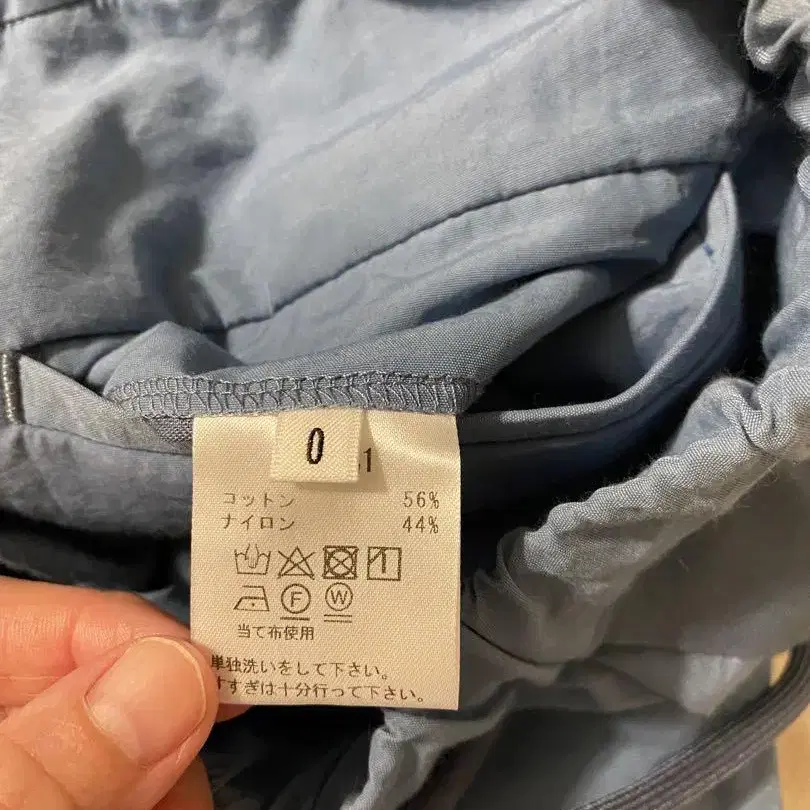 0
1
コットン 56%
ナイロン 44%
F W
当て布使用
単独洗いをして下さい。
すすぎは十分行って下さい。